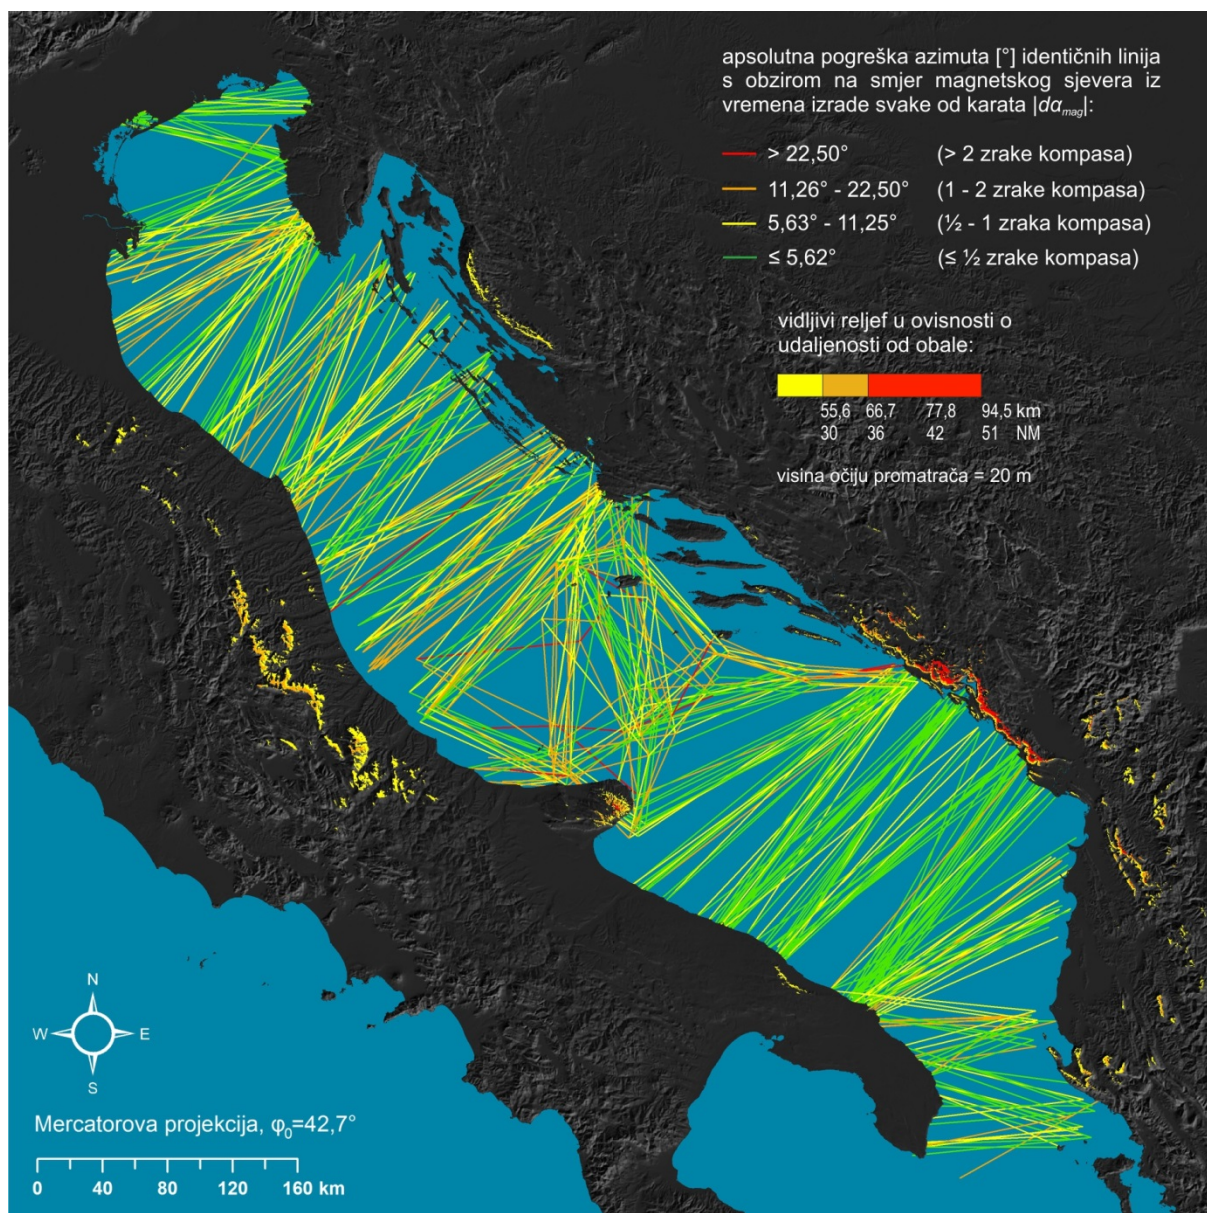 apsolutna pogreška azimuta [°] identičnih linija
s obzirom na smjer magnetskog sjevera iz
vremena izrade svake od karata |dα_mag|:
> 22,50° (> 2 zrake kompasa)
11,26° - 22,50° (1 - 2 zrake kompasa)
5,63° - 11,25° (½ - 1 zraka kompasa)
≤ 5,62° (≤ ½ zrake kompasa)
vidljivi reljef u ovisnosti o
udaljenosti od obale:
55,6 66,7 77,8 94,5 km
30 36 42 51 NM
visina očiju promatrača = 20 m
N
W E
S
Mercatorova projekcija, φ₀=42,7°
0 40 80 120 160 km